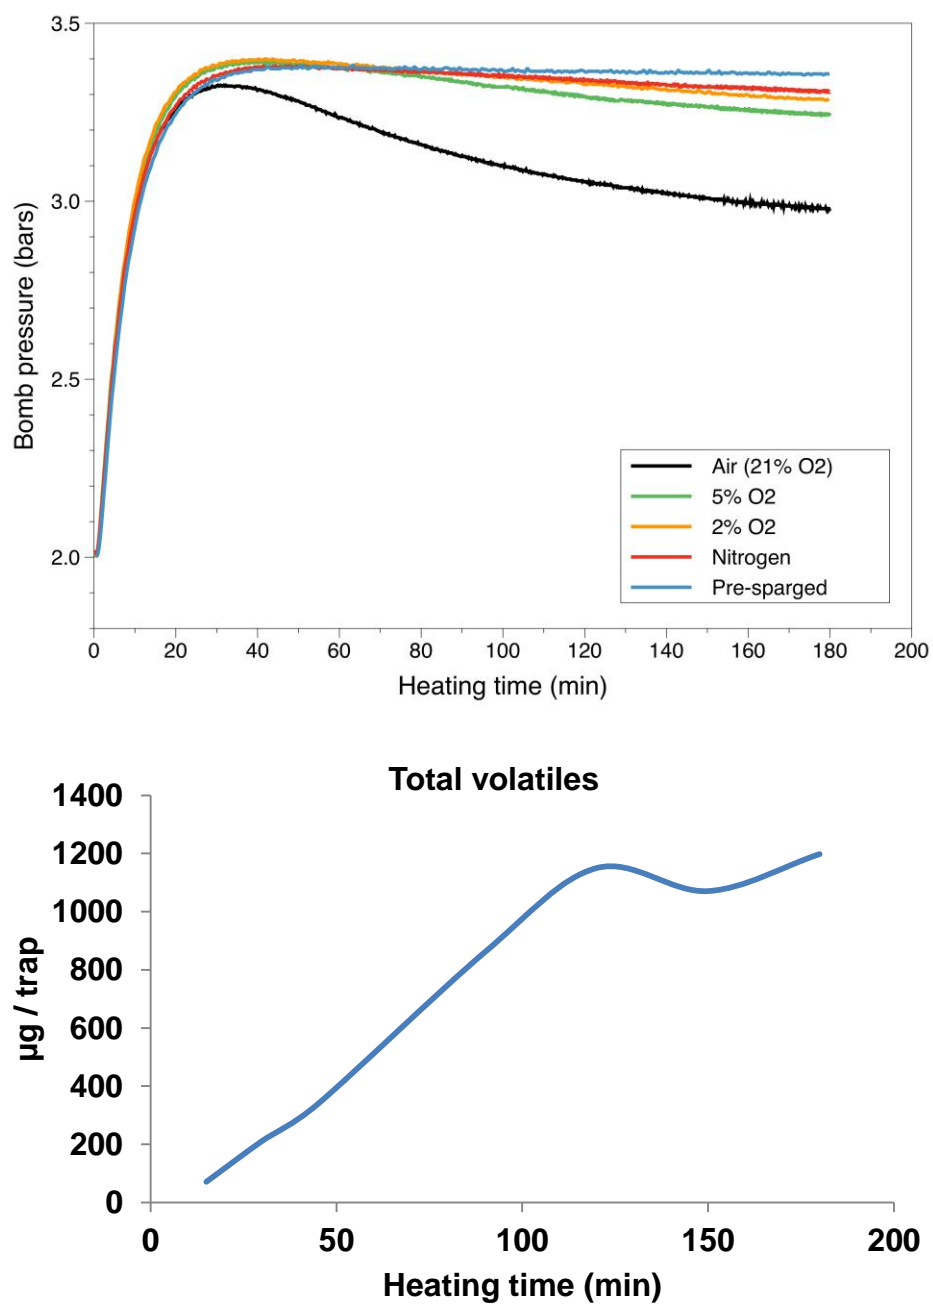 3.5
3.0
2.5
2.0
Bomb pressure (bars)
Air (21% O2)
5% O2
2% O2
Nitrogen
Pre-sparged
0 20 40 60 80 100 120 140 160 180 200
Heating time (min)
Total volatiles
1400
1200
1000
800
600
400
200
0
µg / trap
0 50 100 150 200
Heating time (min)